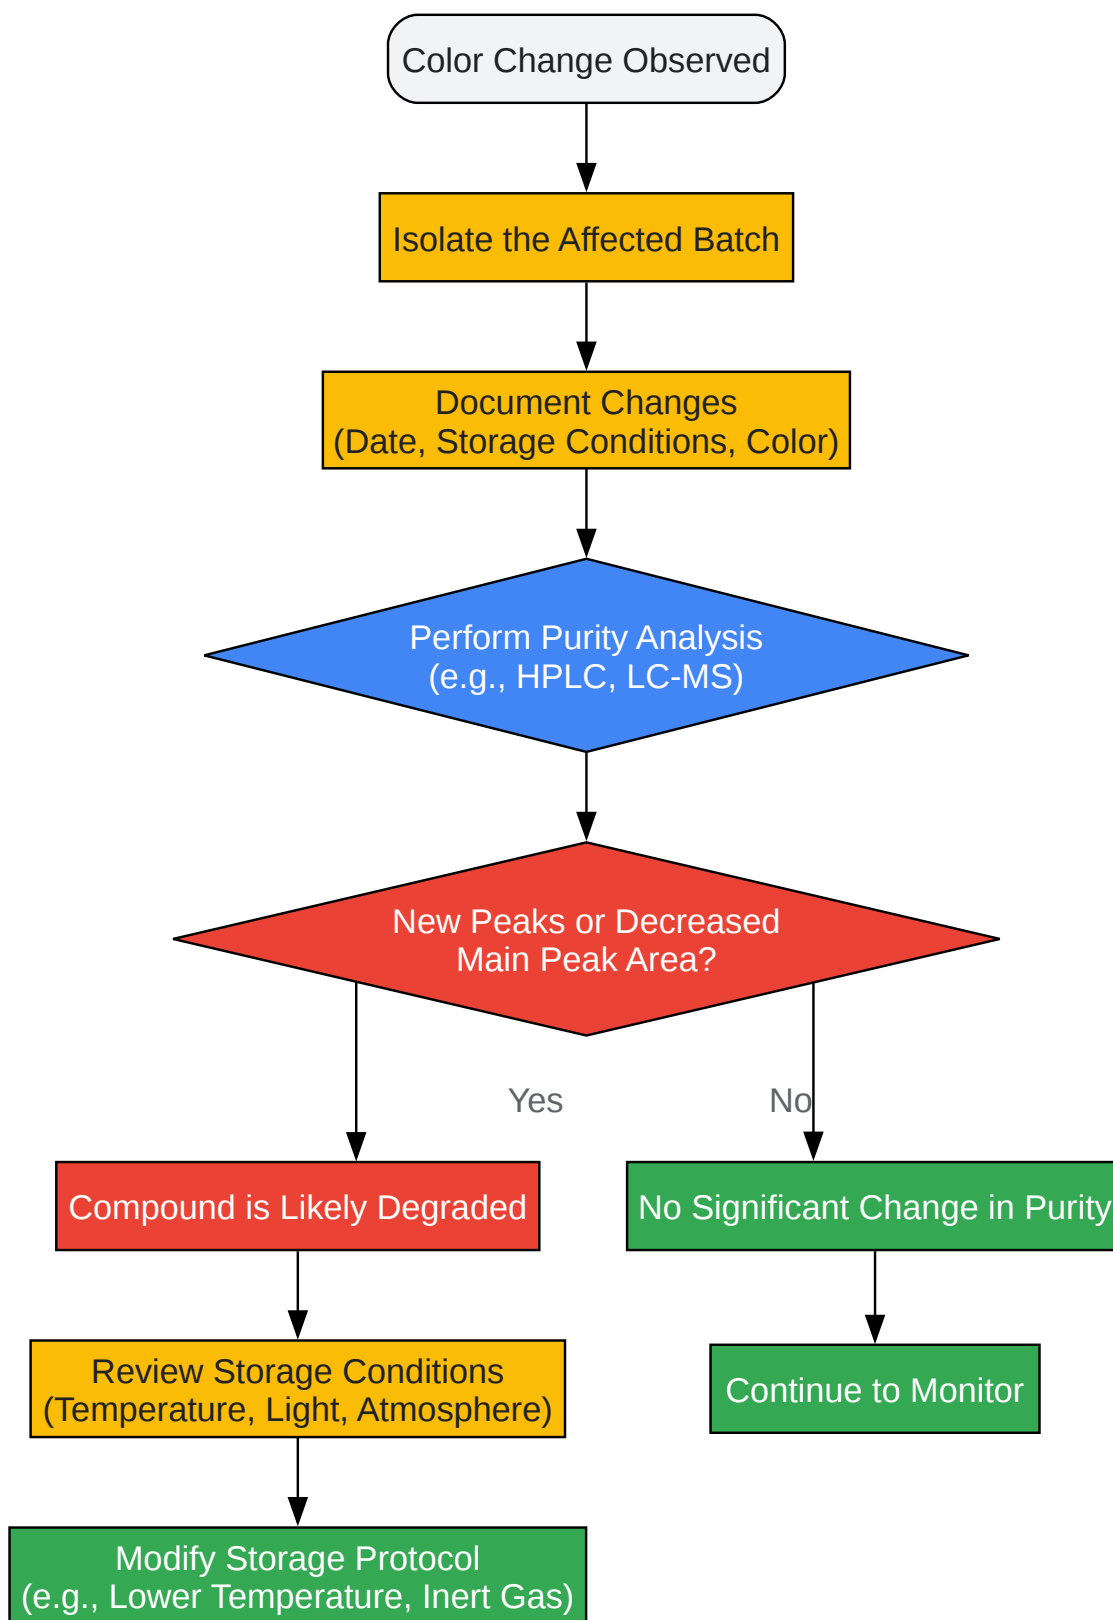 Color Change Observed
Isolate the Affected Batch
Document Changes
(Date, Storage Conditions, Color)
Perform Purity Analysis
(e.g., HPLC, LC-MS)
New Peaks or Decreased
Main Peak Area?
Yes
No
Compound is Likely Degraded
No Significant Change in Purity
Review Storage Conditions
(Temperature, Light, Atmosphere)
Continue to Monitor
Modify Storage Protocol
(e.g., Lower Temperature, Inert Gas)